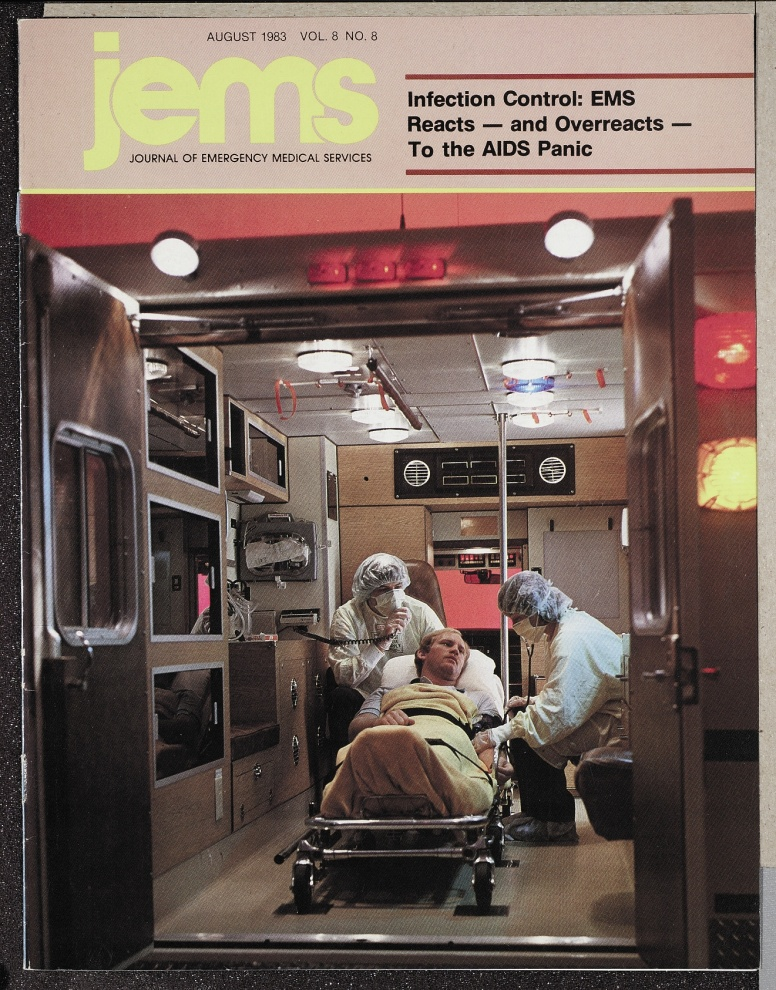 AUGUST 1983 VOL. 8 NO. 8
jems
JOURNAL OF EMERGENCY MEDICAL SERVICES
Infection Control: EMS
Reacts — and Overreacts —
To the AIDS Panic